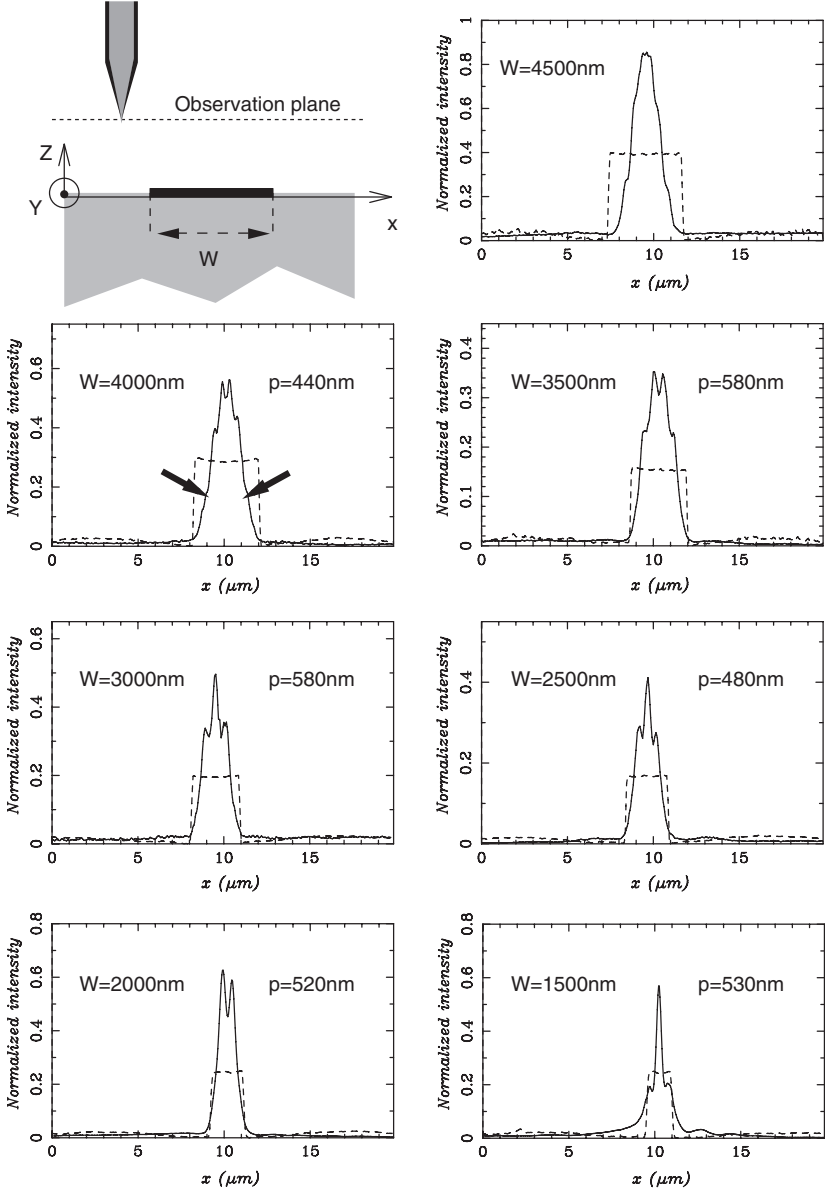 Observation plane
Z
Y
x
W
Normalized intensity
W=4500nm
0 0.2 0.4 0.6 0.8 1
0 5 10 15
x (μm)
Normalized intensity
W=4000nm p=440nm
0 0.2 0.4 0.6
0 5 10 15
x (μm)
Normalized intensity
W=3500nm p=580nm
0 0.1 0.2 0.3 0.4
0 5 10 15
x (μm)
Normalized intensity
W=3000nm p=580nm
0 0.2 0.4 0.6
0 5 10 15
x (μm)
Normalized intensity
W=2500nm p=480nm
0 0.2 0.4
0 5 10 15
x (μm)
Normalized intensity
W=2000nm p=520nm
0 0.2 0.4 0.6 0.8
0 5 10 15
x (μm)
Normalized intensity
W=1500nm p=530nm
0 0.2 0.4 0.6 0.8
0 5 10 15
x (μm)